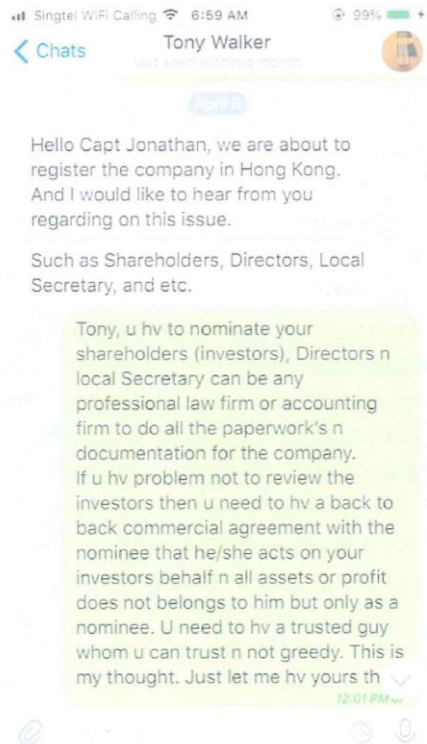 Singtel WiFi Calling 6:59 AM 99%
Chats
Tony Walker
last seen within a month
April 6
Hello Capt Jonathan, we are about to
register the company in Hong Kong.
And I would like to hear from you
regarding on this issue.
Such as Shareholders, Directors, Local
Secretary, and etc.
Tony, u hv to nominate your
shareholders (investors), Directors n
local Secretary can be any
professional law firm or accounting
firm to do all the paperwork's n
documentation for the company.
If u hv problem not to review the
investors then u need to hv a back to
back commercial agreement with the
nominee that he/she acts on your
investors behalf n all assets or profit
does not belongs to him but only as a
nominee. U need to hv a trusted guy
whom u can trust n not greedy. This is
my thought. Just let me hv yours th
12:01 PM